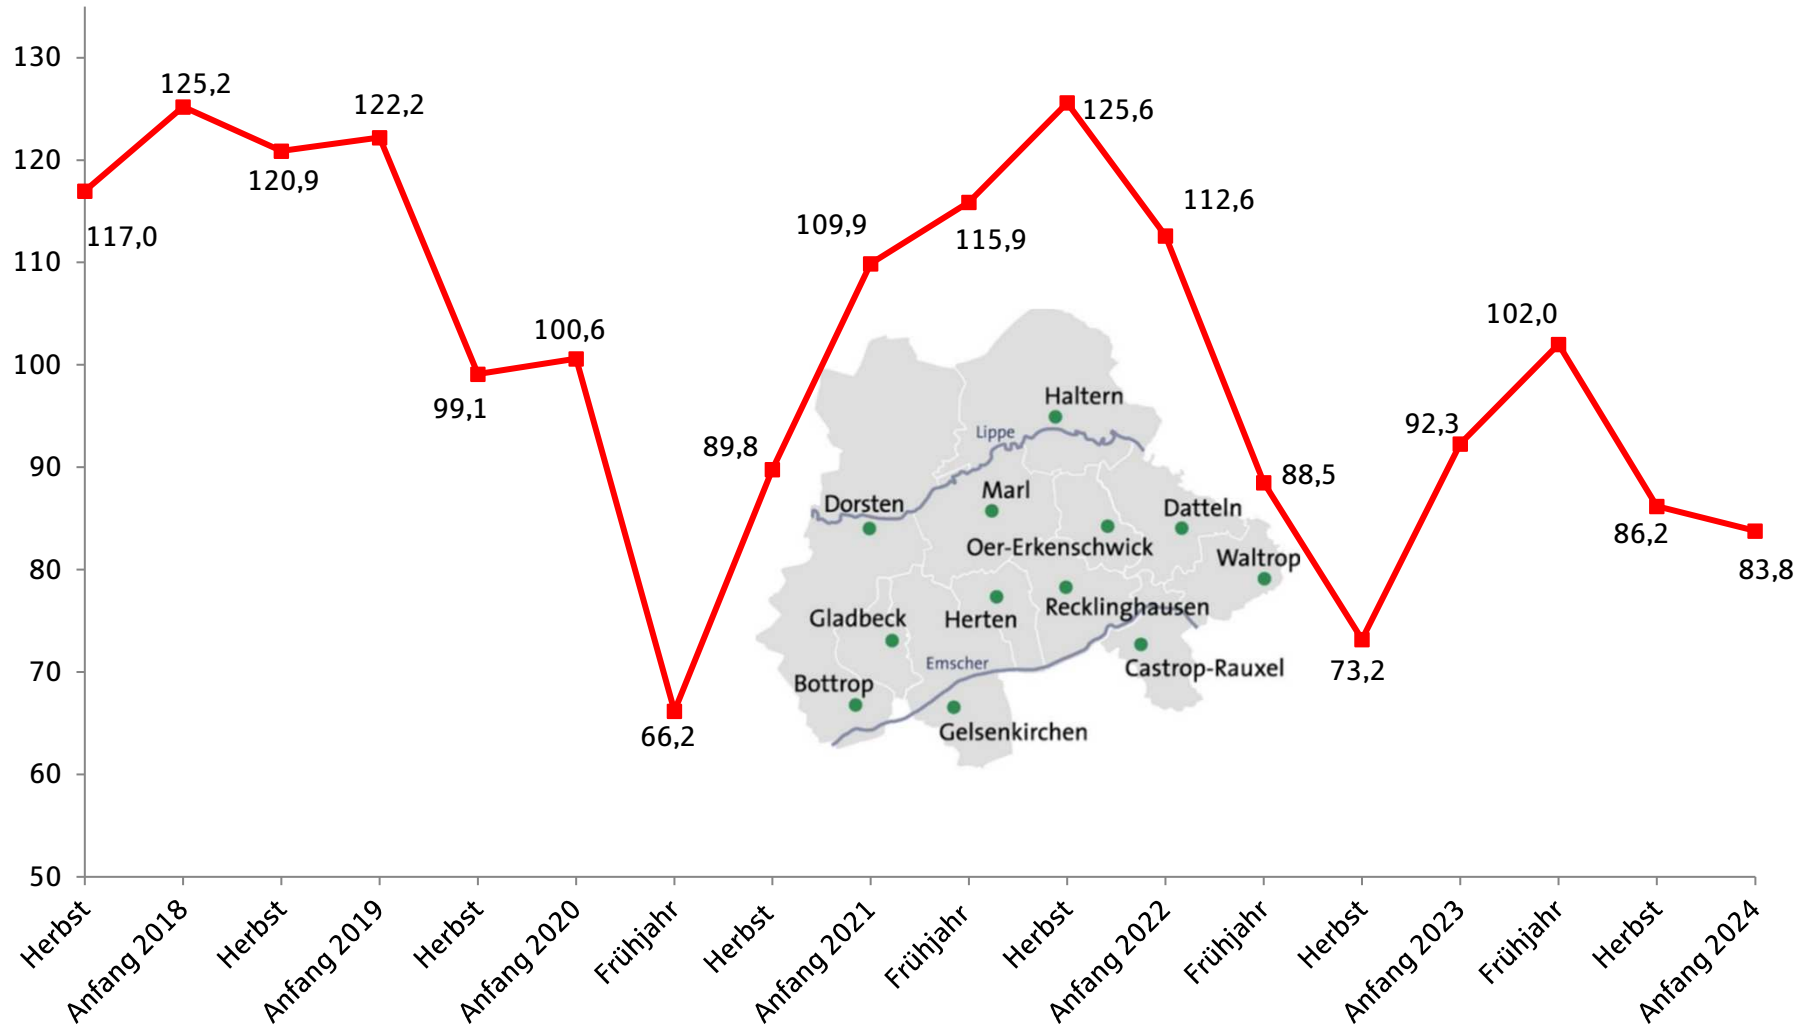 130
120
110
100
90
80
70
60
50
117,0
125,2
120,9
122,2
99,1
100,6
66,2
89,8
109,9
115,9
125,6
112,6
88,5
73,2
92,3
102,0
86,2
83,8
Haltern
Lippe
Marl
Dorsten
Datteln
Oer-Erkenschwick
Waltrop
Recklinghausen
Gladbeck
Herten
Emscher
Castrop-Rauxel
Bottrop
Gelsenkirchen
Herbst
Anfang 2018
Herbst
Anfang 2019
Herbst
Anfang 2020
Frühjahr
Herbst
Anfang 2021
Frühjahr
Herbst
Anfang 2022
Frühjahr
Herbst
Anfang 2023
Frühjahr
Herbst
Anfang 2024